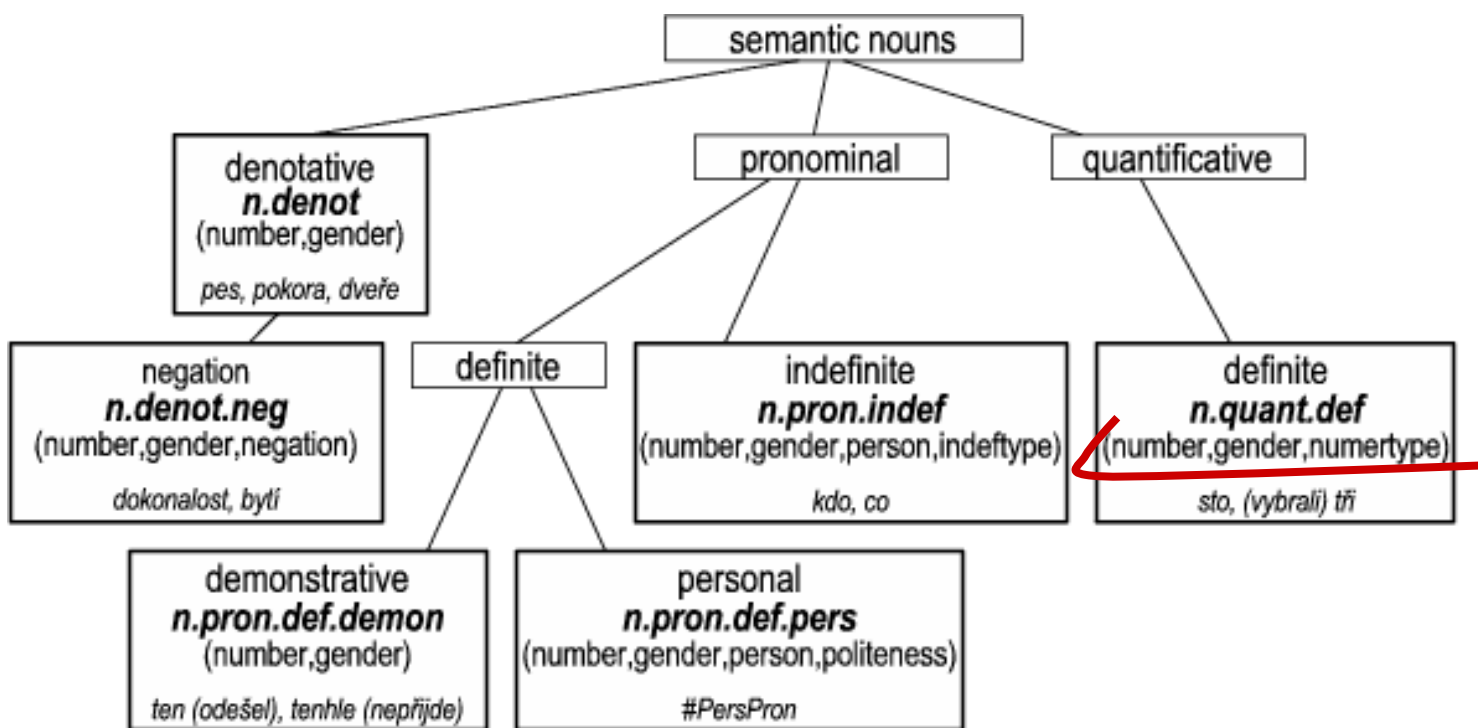 semantic nouns
denotative
n.denot
(number,gender)
pes, pokora, dveře
pronominal
quantificative
negation
n.denot.neg
(number,gender,negation)
dokonalost, bytí
definite
indefinite
n.pron.indef
(number,gender,person,indeftype)
kdo, co
definite
n.quant.def
(number,gender,numertype)
sto, (vybrali) tři
demonstrative
n.pron.def.demon
(number,gender)
ten (odešel), tenhle (nepřijde)
personal
n.pron.def.pers
(number,gender,person,politeness)
#PersPron